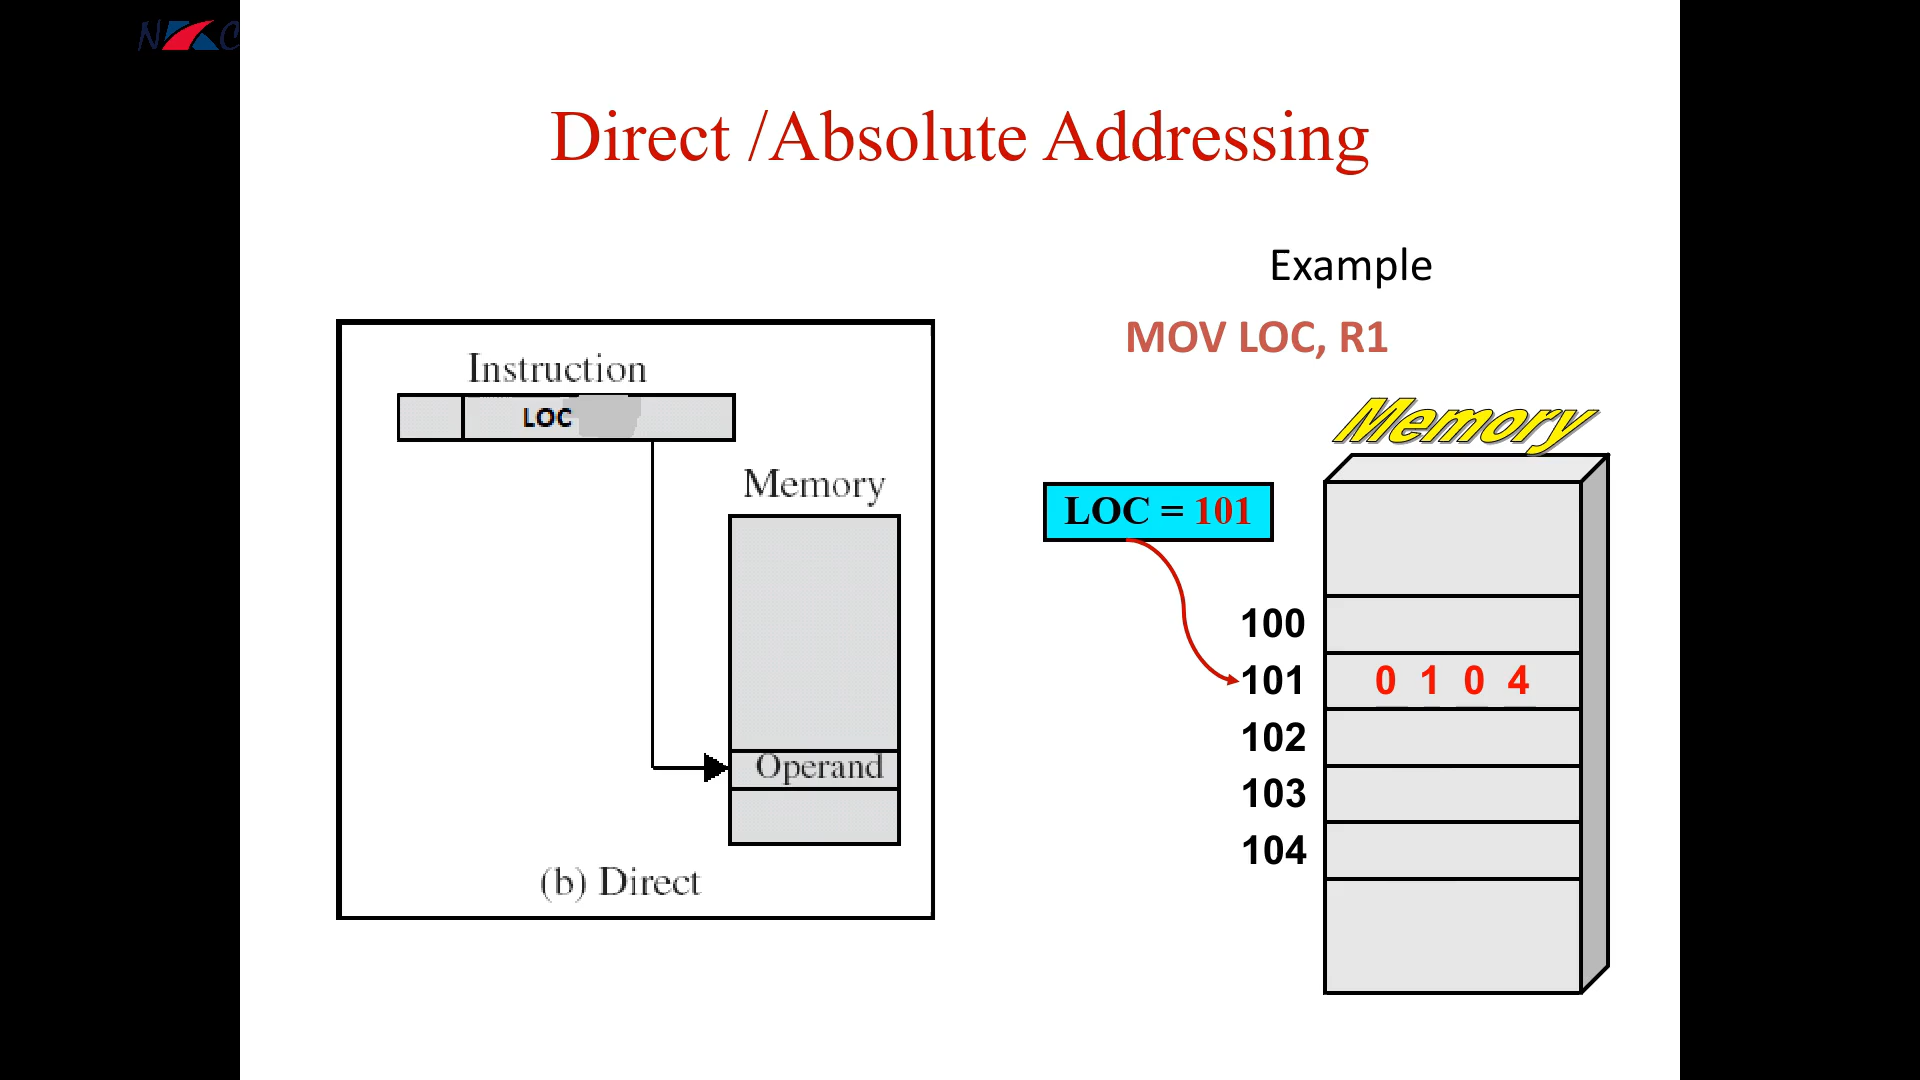 Direct /Absolute Addressing
Example
MOV LOC, R1
Instruction
LOC
Memory
Operand
(b) Direct
Memory
LOC = 101
100
101 0 1 0 4
102
103
104